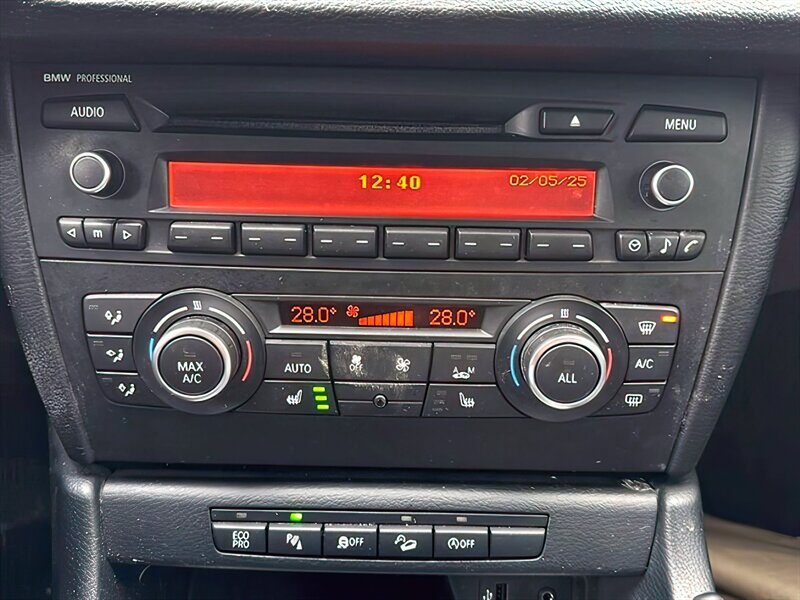 BMW PROFESSIONAL
AUDIO
MENU
12:40 02/05/25
m
28.0° 28.0°
MAX
A/C
AUTO
OFF
A M
ALL
A/C
ECO
PRO
OFF
OFF